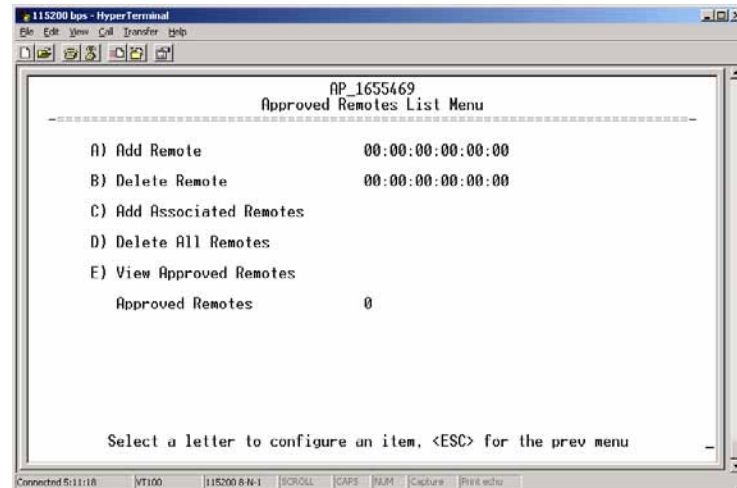 115200 bps - HyperTerminal
File Edit View Call Transfer Help
AP_1655469
Approved Remotes List Menu
A) Add Remote 00:00:00:00:00:00
B) Delete Remote 00:00:00:00:00:00
C) Add Associated Remotes
D) Delete All Remotes
E) View Approved Remotes
Approved Remotes 0
Select a letter to configure an item, <ESC> for the prev menu
Connected 5:11:18 VT100 115200 8-N-1 SCROLL CAPS NUM Capture Print echo